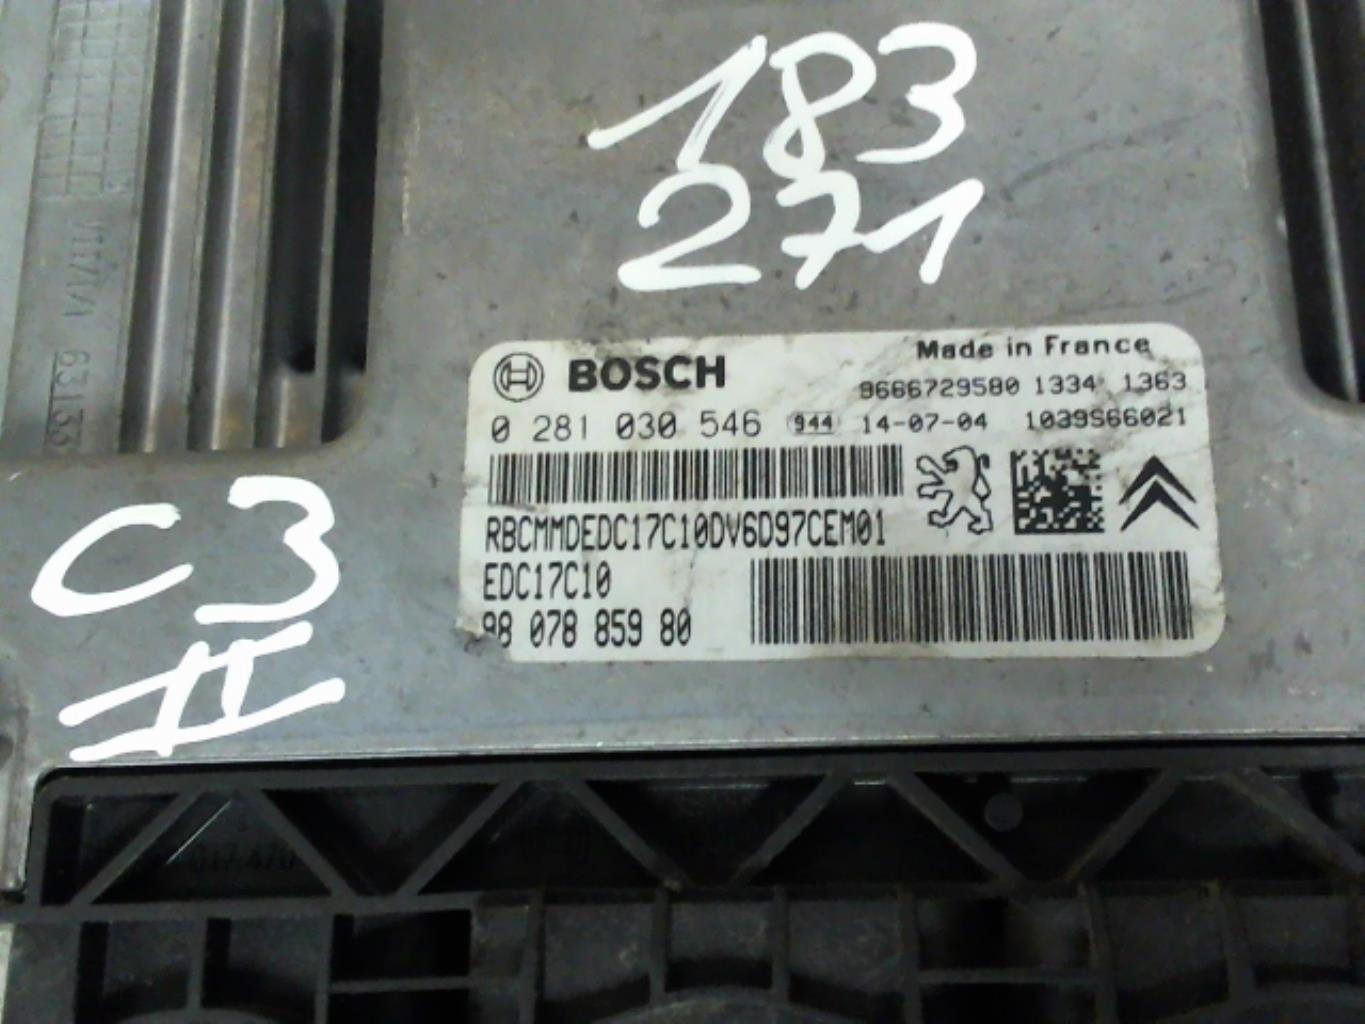 183
271
BOSCH
Made in France
9666729580 1334 1363
0 281 030 546 944 14-07-04 1039S66021
RBCMMDEDC17C10DV6D97CEM01
EDC17C10
98 078 859 80
C3
II